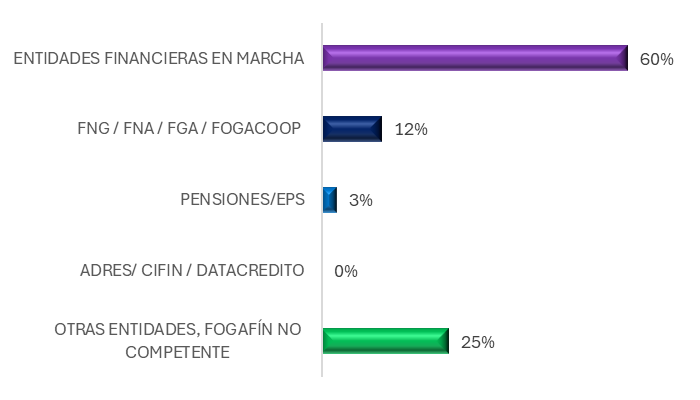 ENTIDADES FINANCIERAS EN MARCHA 60%
FNG / FNA / FGA / FOGACOOP 12%
PENSIONES/EPS 3%
ADRES/ CIFIN / DATACREDITO 0%
OTRAS ENTIDADES, FOGAFÍN NO
COMPETENTE 25%